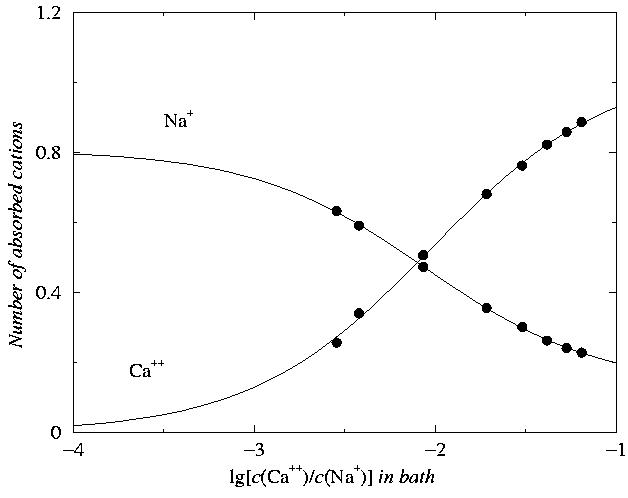 1.2
0.8
0.4
0
Number of absorbed cations
Na⁺
Ca⁺⁺
−4
−3
−2
−1
lg[c(Ca⁺⁺)/c(Na⁺)] in bath